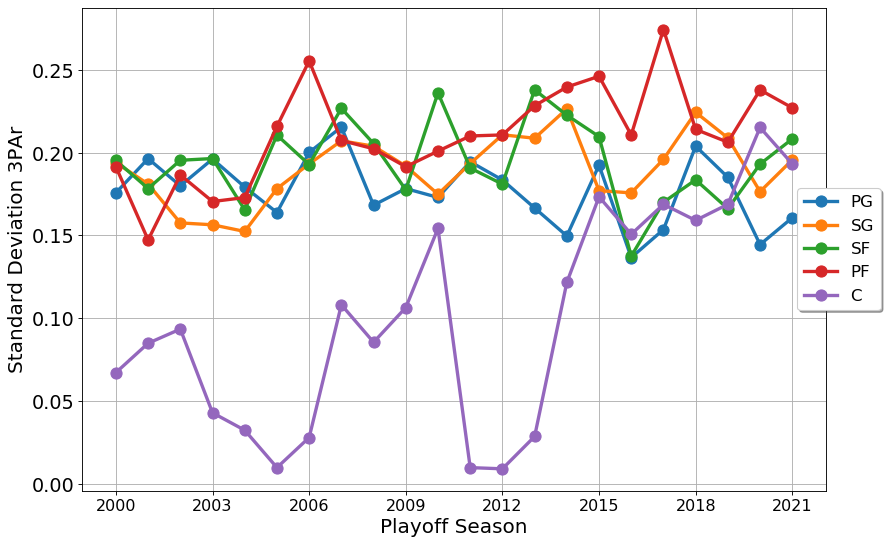 0.25
0.20
0.15
0.10
0.05
0.00
Standard Deviation 3PAr
2000 2003 2006 2009 2012 2015 2018 2021
Playoff Season
PG
SG
SF
PF
C